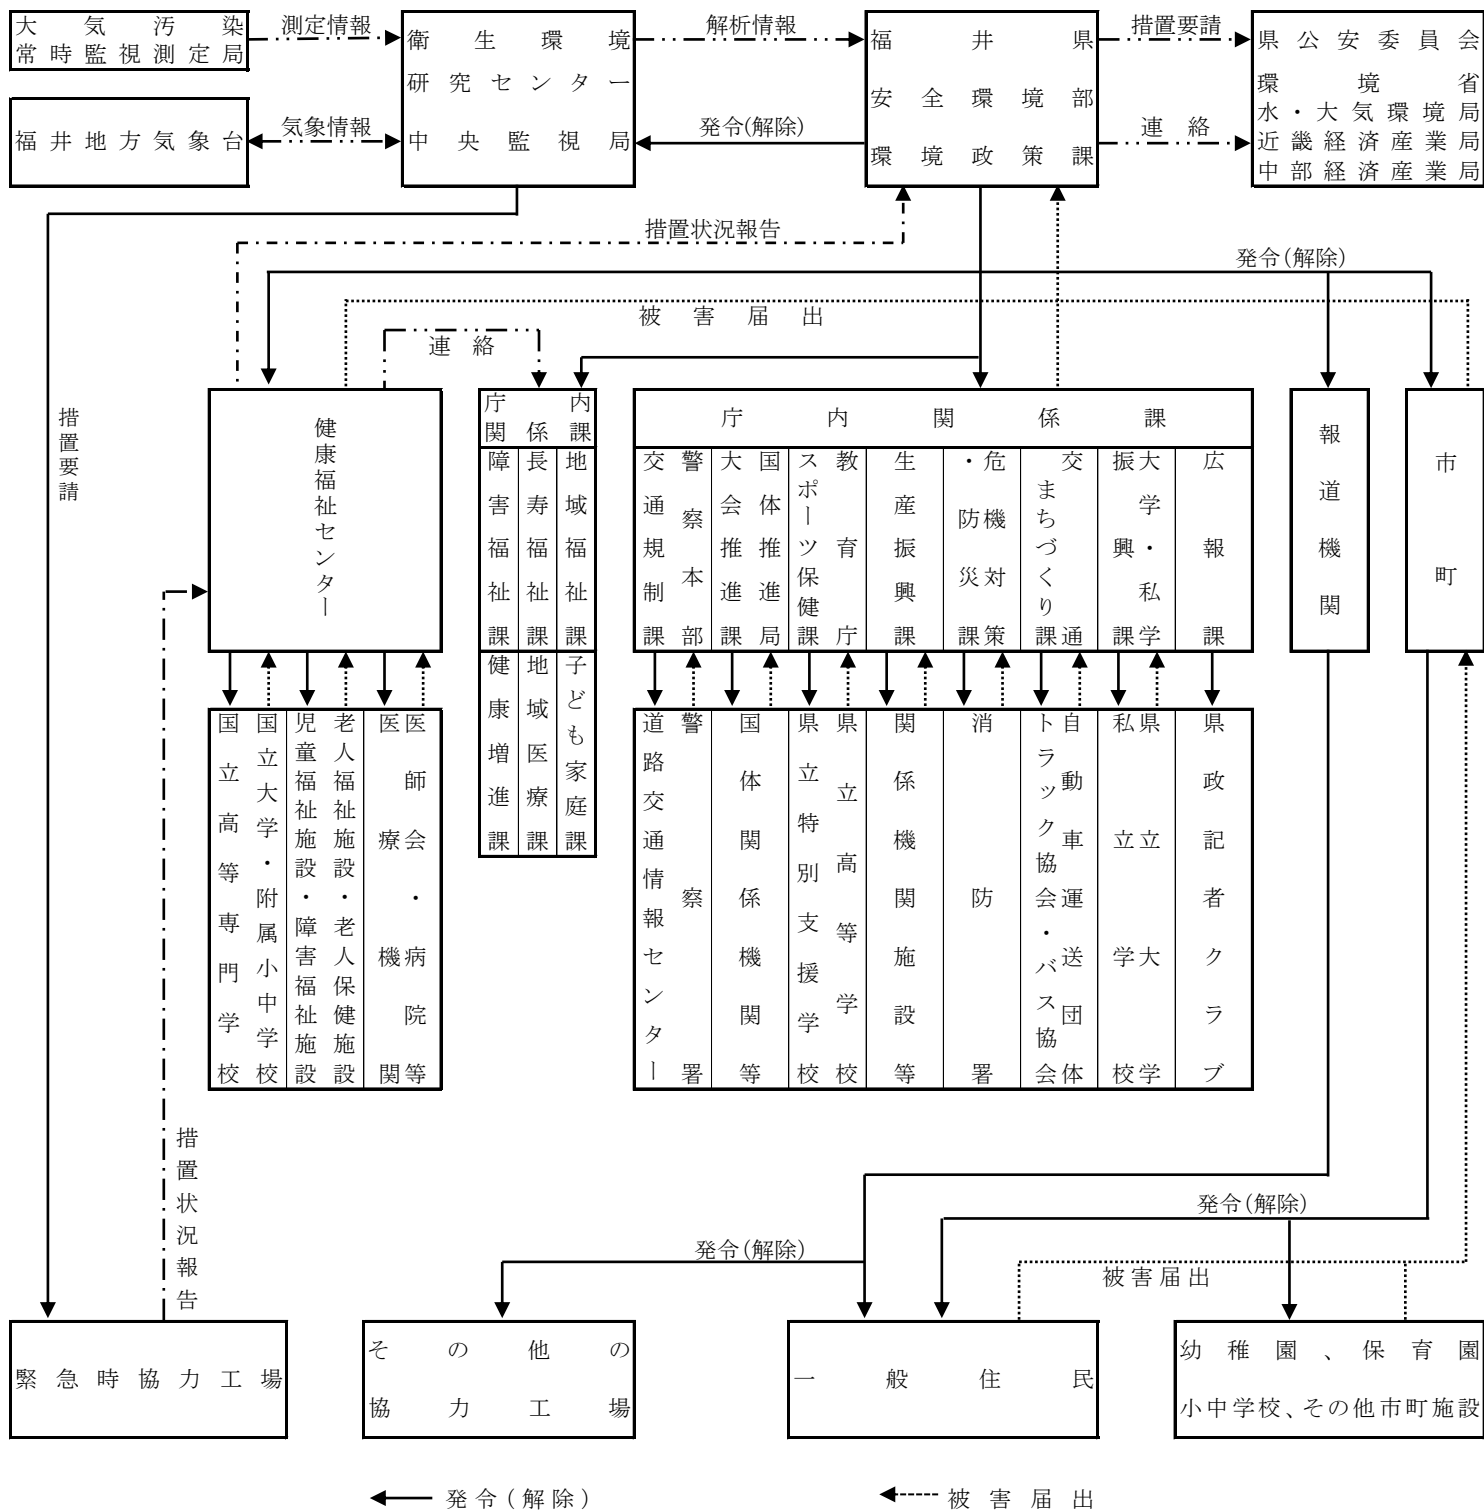 大気汚染
常時監視測定局
測定情報
衛生環境
研究センター
中央監視局
解析情報
福井県
安全環境部
環境政策課
措置要請
県公安委員会
環境省
水・大気環境局
近畿経済産業局
中部経済産業局
福井地方気象台
気象情報
発令(解除)
連絡
措置状況報告
発令(解除)
被害届出
連絡
措置要請
健康福祉センター
庁内
関係課
地域福祉課
長寿福祉課
障害福祉課
子ども家庭課
地域医療課
健康増進課
庁内関係課
広報課
大学・私学
振興課
交通
まちづくり課
危機対策
・防災課
生産振興課
教育庁
スポーツ保健課
国体推進局
大会推進課
警察本部
交通規制課
報道機関
市町
医師会・病院等
医療機関
老人福祉施設・老人保健施設
児童福祉施設・障害福祉施設
国立大学・附属小中学校
国立高等専門学校
県政記者クラブ
県立大学
私立学校
自動車運送団体
トラック協会・バス協会
消防署
関係機関施設等
県立高等学校
県立特別支援学校
国体関係機関等
警察署
道路交通情報センター
措置状況報告
発令(解除)
発令(解除)
被害届出
緊急時協力工場
その他の
協力工場
一般住民
幼稚園、保育園
小中学校、その他市町施設
発令(解除)
被害届出